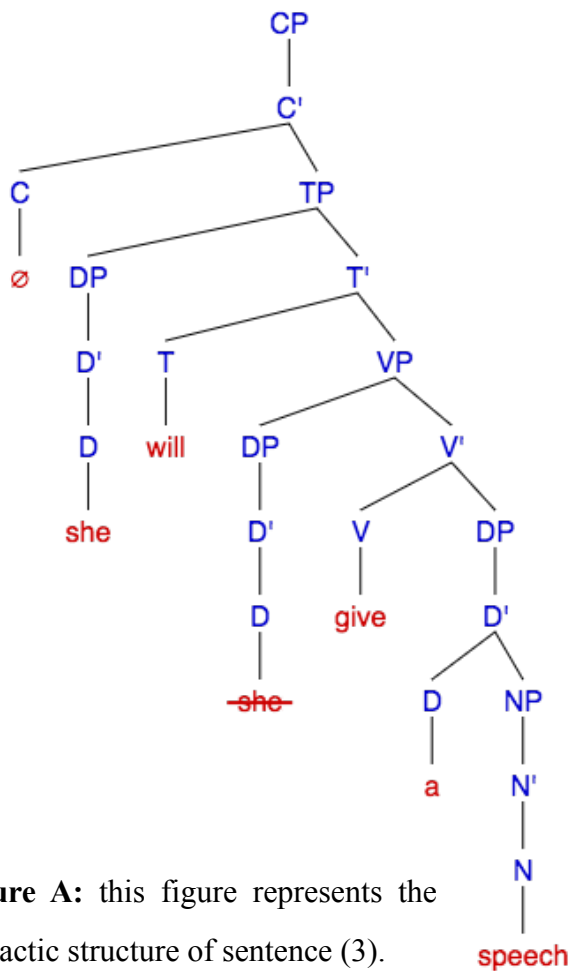 CP
C'
C TP
∅ DP T'
D' T VP
D will DP V'
she D' V DP
D give D'
she D NP
a N'
ure A: this figure represents the
N
actic structure of sentence (3).
speech